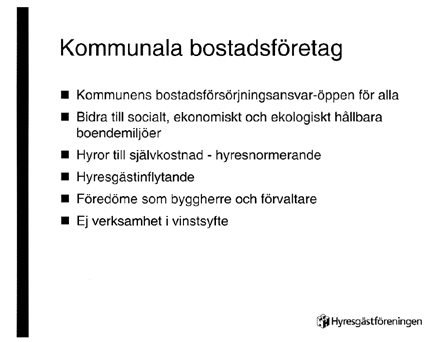 Kommunala bostadsföretag
Kommunens bostadsförsörjningsansvar-öppen för alla
Bidra till socialt, ekonomiskt och ekologiskt hållbara
boendemiljöer
Hyror till självkostnad - hyresnormerande
Hyresgästinflytande
Föredöme som byggherre och förvaltare
Ej verksamhet i vinstsyfte
Hyresgästföreningen